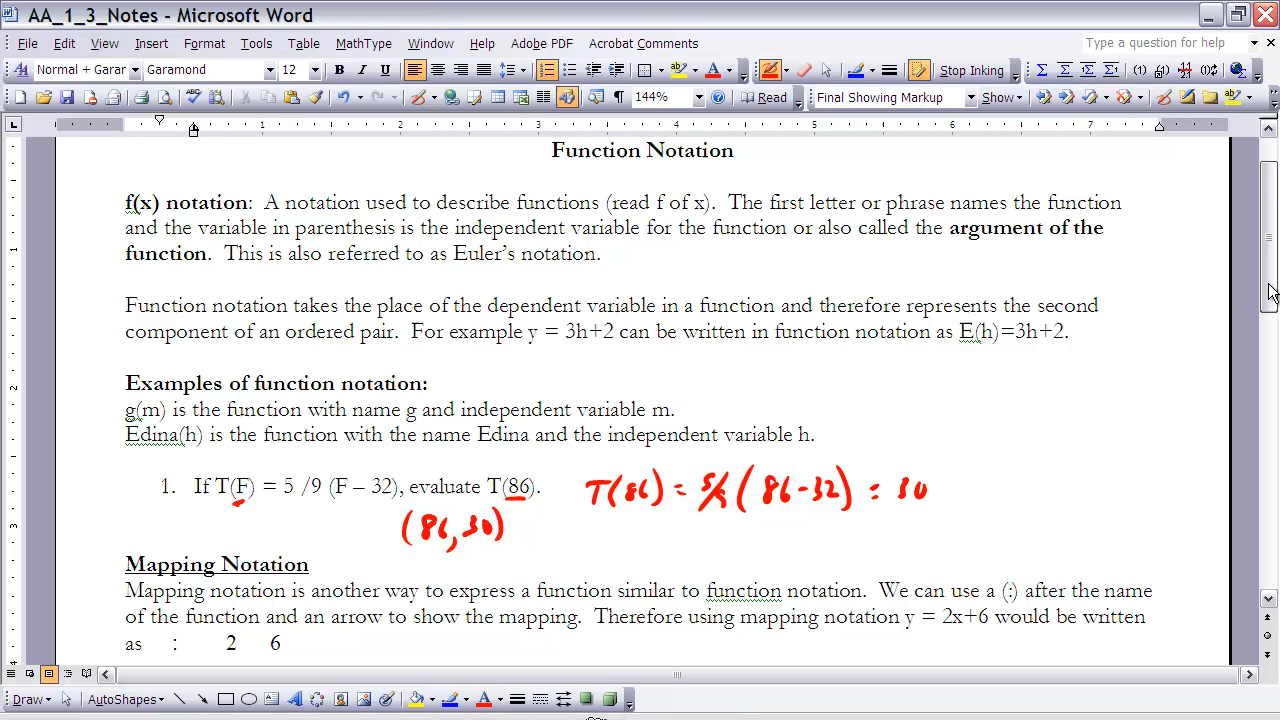 AA_1_3_Notes - Microsoft Word
File Edit View Insert Format Tools Table MathType Window Help Adobe PDF Acrobat Comments Type a question for help
Normal + Garar Garamond 12 B I U Stop Inking
144% Read Final Showing Markup Show
1 2 3 4 5 6 7
Function Notation
f(x) notation: A notation used to describe functions (read f of x). The first letter or phrase names the function
and the variable in parenthesis is the independent variable for the function or also called the argument of the
function. This is also referred to as Euler's notation.
Function notation takes the place of the dependent variable in a function and therefore represents the second
component of an ordered pair. For example y = 3h+2 can be written in function notation as E(h)=3h+2.
Examples of function notation:
g(m) is the function with name g and independent variable m.
Edina(h) is the function with the name Edina and the independent variable h.
1. If T(F) = 5 /9 (F – 32), evaluate T(86). T(86) = 5/9 (86-32) = 30
(86, 30)
Mapping Notation
Mapping notation is another way to express a function similar to function notation. We can use a (:) after the name
of the function and an arrow to show the mapping. Therefore using mapping notation y = 2x+6 would be written
as : 2 6
Draw AutoShapes